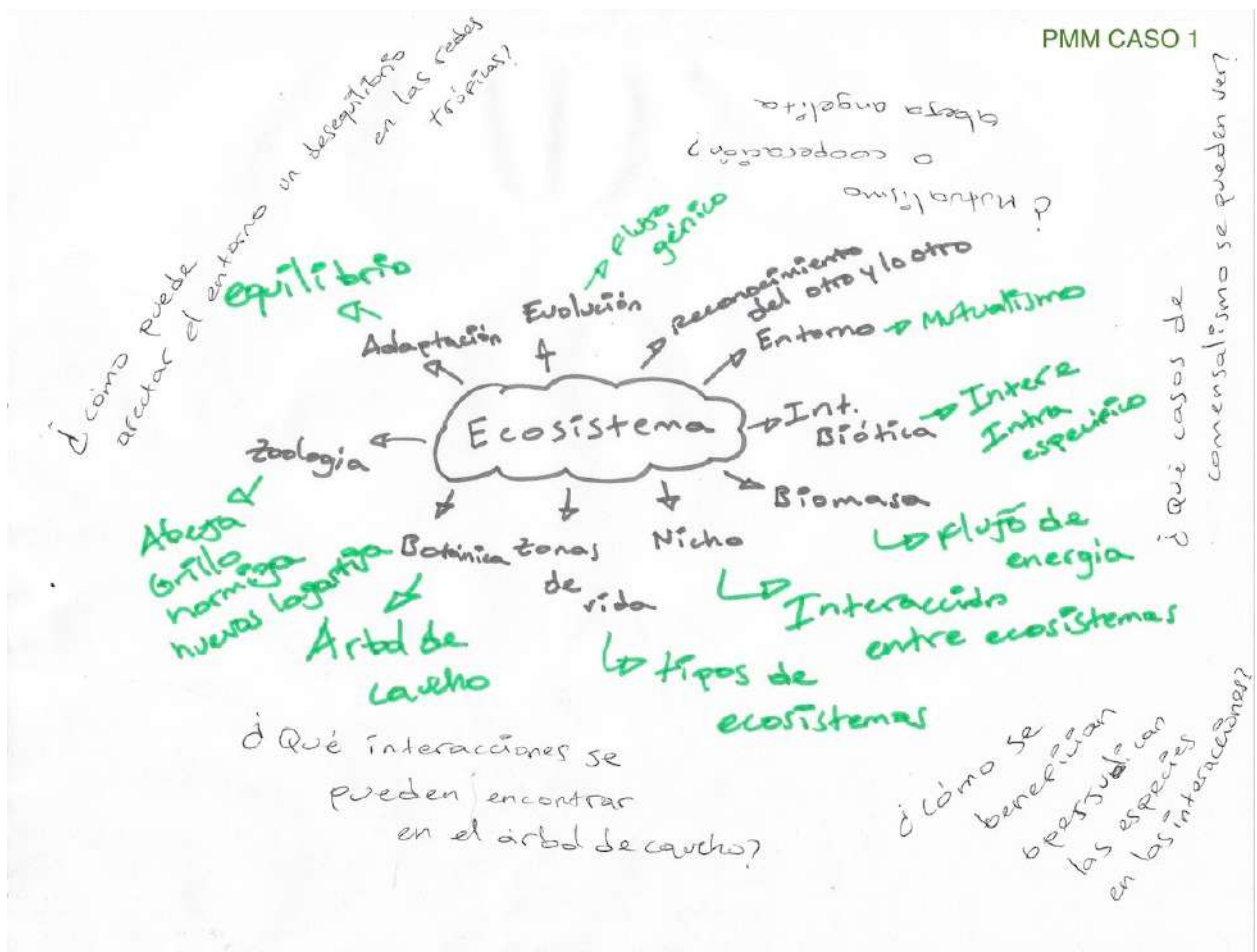 PMM CASO 1
¿cómo puede
afectar el entorno un desequilibrio
en las redes
tróficas?
¿Mutualismo
o cooperación?
abeja angelita
¿Qué casos de
comensalismo se pueden ver?
equilibrio
Adaptación
Evolución
Flujo
génico
Reconocimiento
del otro y lo otro
Entorno → Mutualismo
Ecosistema
Int.
Biótica
Inter e
Intra
específico
Zoología
Abeja
Grillo
hormiga
huevos lagartija
Botánica
Árbol de
caucho
Zonas
de
vida
tipos de
ecosistemas
Nicho
Interacción
entre ecosistemas
Biomasa
Flujo de
energía
¿Qué interacciones se
pueden encontrar
en el árbol de caucho?
¿cómo se
benefician
o perjudican
las especies
en las interacciones?